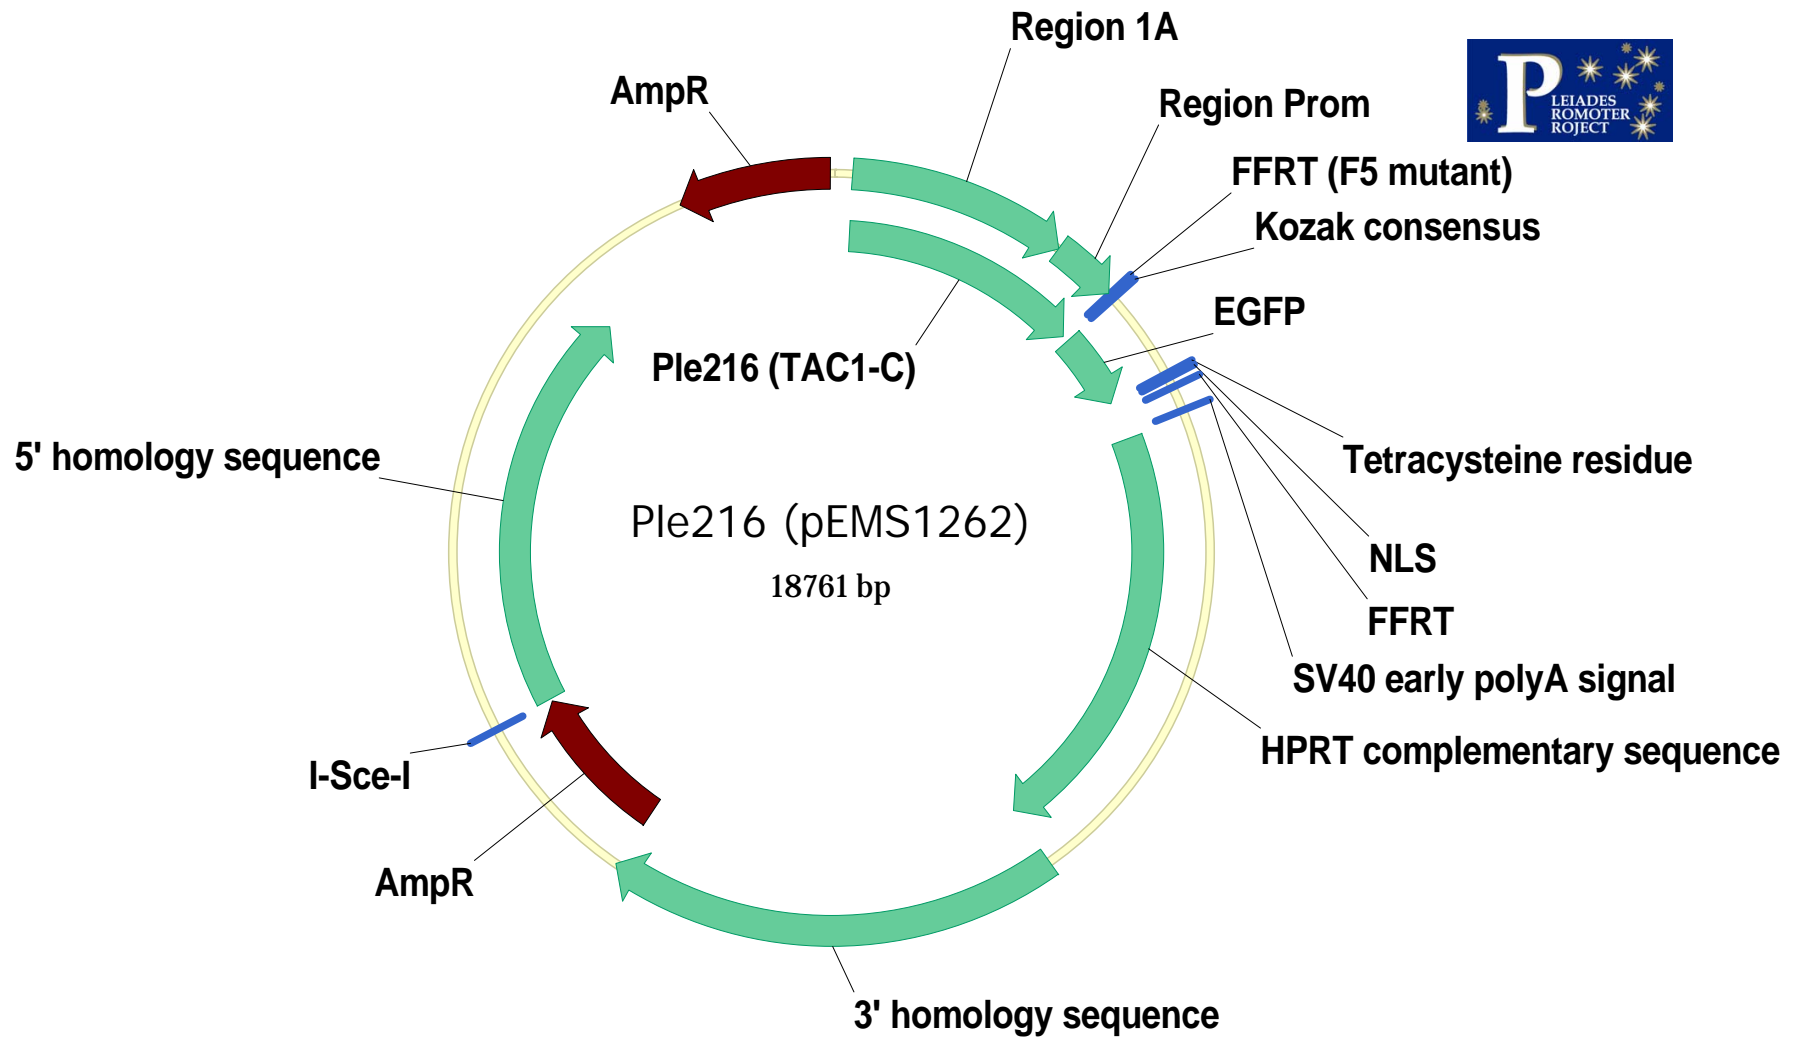 Region 1A
AmpR
Region Prom
P
LEIADES
ROMOTER
ROJECT
FFRT (F5 mutant)
Kozak consensus
EGFP
Ple216 (TAC1-C)
5' homology sequence
Tetracysteine residue
Ple216 (pEMS1262)
18761 bp
NLS
FFRT
SV40 early polyA signal
HPRT complementary sequence
I-Sce-I
AmpR
3' homology sequence